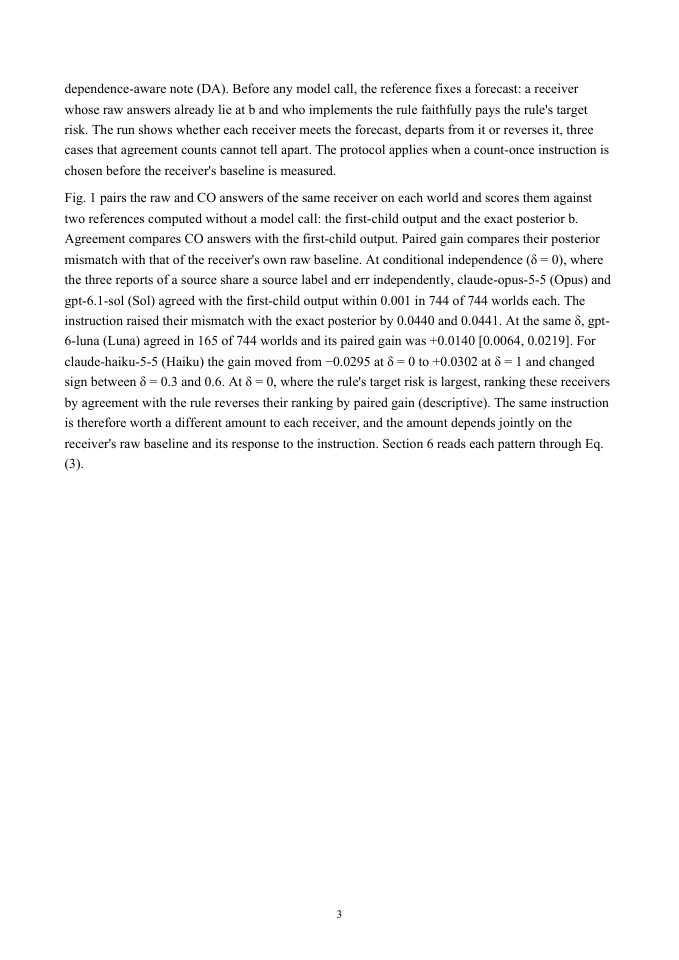 dependence-aware note (DA). Before any model call, the reference fixes a forecast: a receiver
whose raw answers already lie at b and who implements the rule faithfully pays the rule's target
risk. The run shows whether each receiver meets the forecast, departs from it or reverses it, three
cases that agreement counts cannot tell apart. The protocol applies when a count-once instruction is
chosen before the receiver's baseline is measured.
Fig. 1 pairs the raw and CO answers of the same receiver on each world and scores them against
two references computed without a model call: the first-child output and the exact posterior b.
Agreement compares CO answers with the first-child output. Paired gain compares their posterior
mismatch with that of the receiver's own raw baseline. At conditional independence (δ = 0), where
the three reports of a source share a source label and err independently, claude-opus-5-5 (Opus) and
gpt-6.1-sol (Sol) agreed with the first-child output within 0.001 in 744 of 744 worlds each. The
instruction raised their mismatch with the exact posterior by 0.0440 and 0.0441. At the same δ, gpt-
6-luna (Luna) agreed in 165 of 744 worlds and its paired gain was +0.0140 [0.0064, 0.0219]. For
claude-haiku-5-5 (Haiku) the gain moved from −0.0295 at δ = 0 to +0.0302 at δ = 1 and changed
sign between δ = 0.3 and 0.6. At δ = 0, where the rule's target risk is largest, ranking these receivers
by agreement with the rule reverses their ranking by paired gain (descriptive). The same instruction
is therefore worth a different amount to each receiver, and the amount depends jointly on the
receiver's raw baseline and its response to the instruction. Section 6 reads each pattern through Eq.
(3).
3